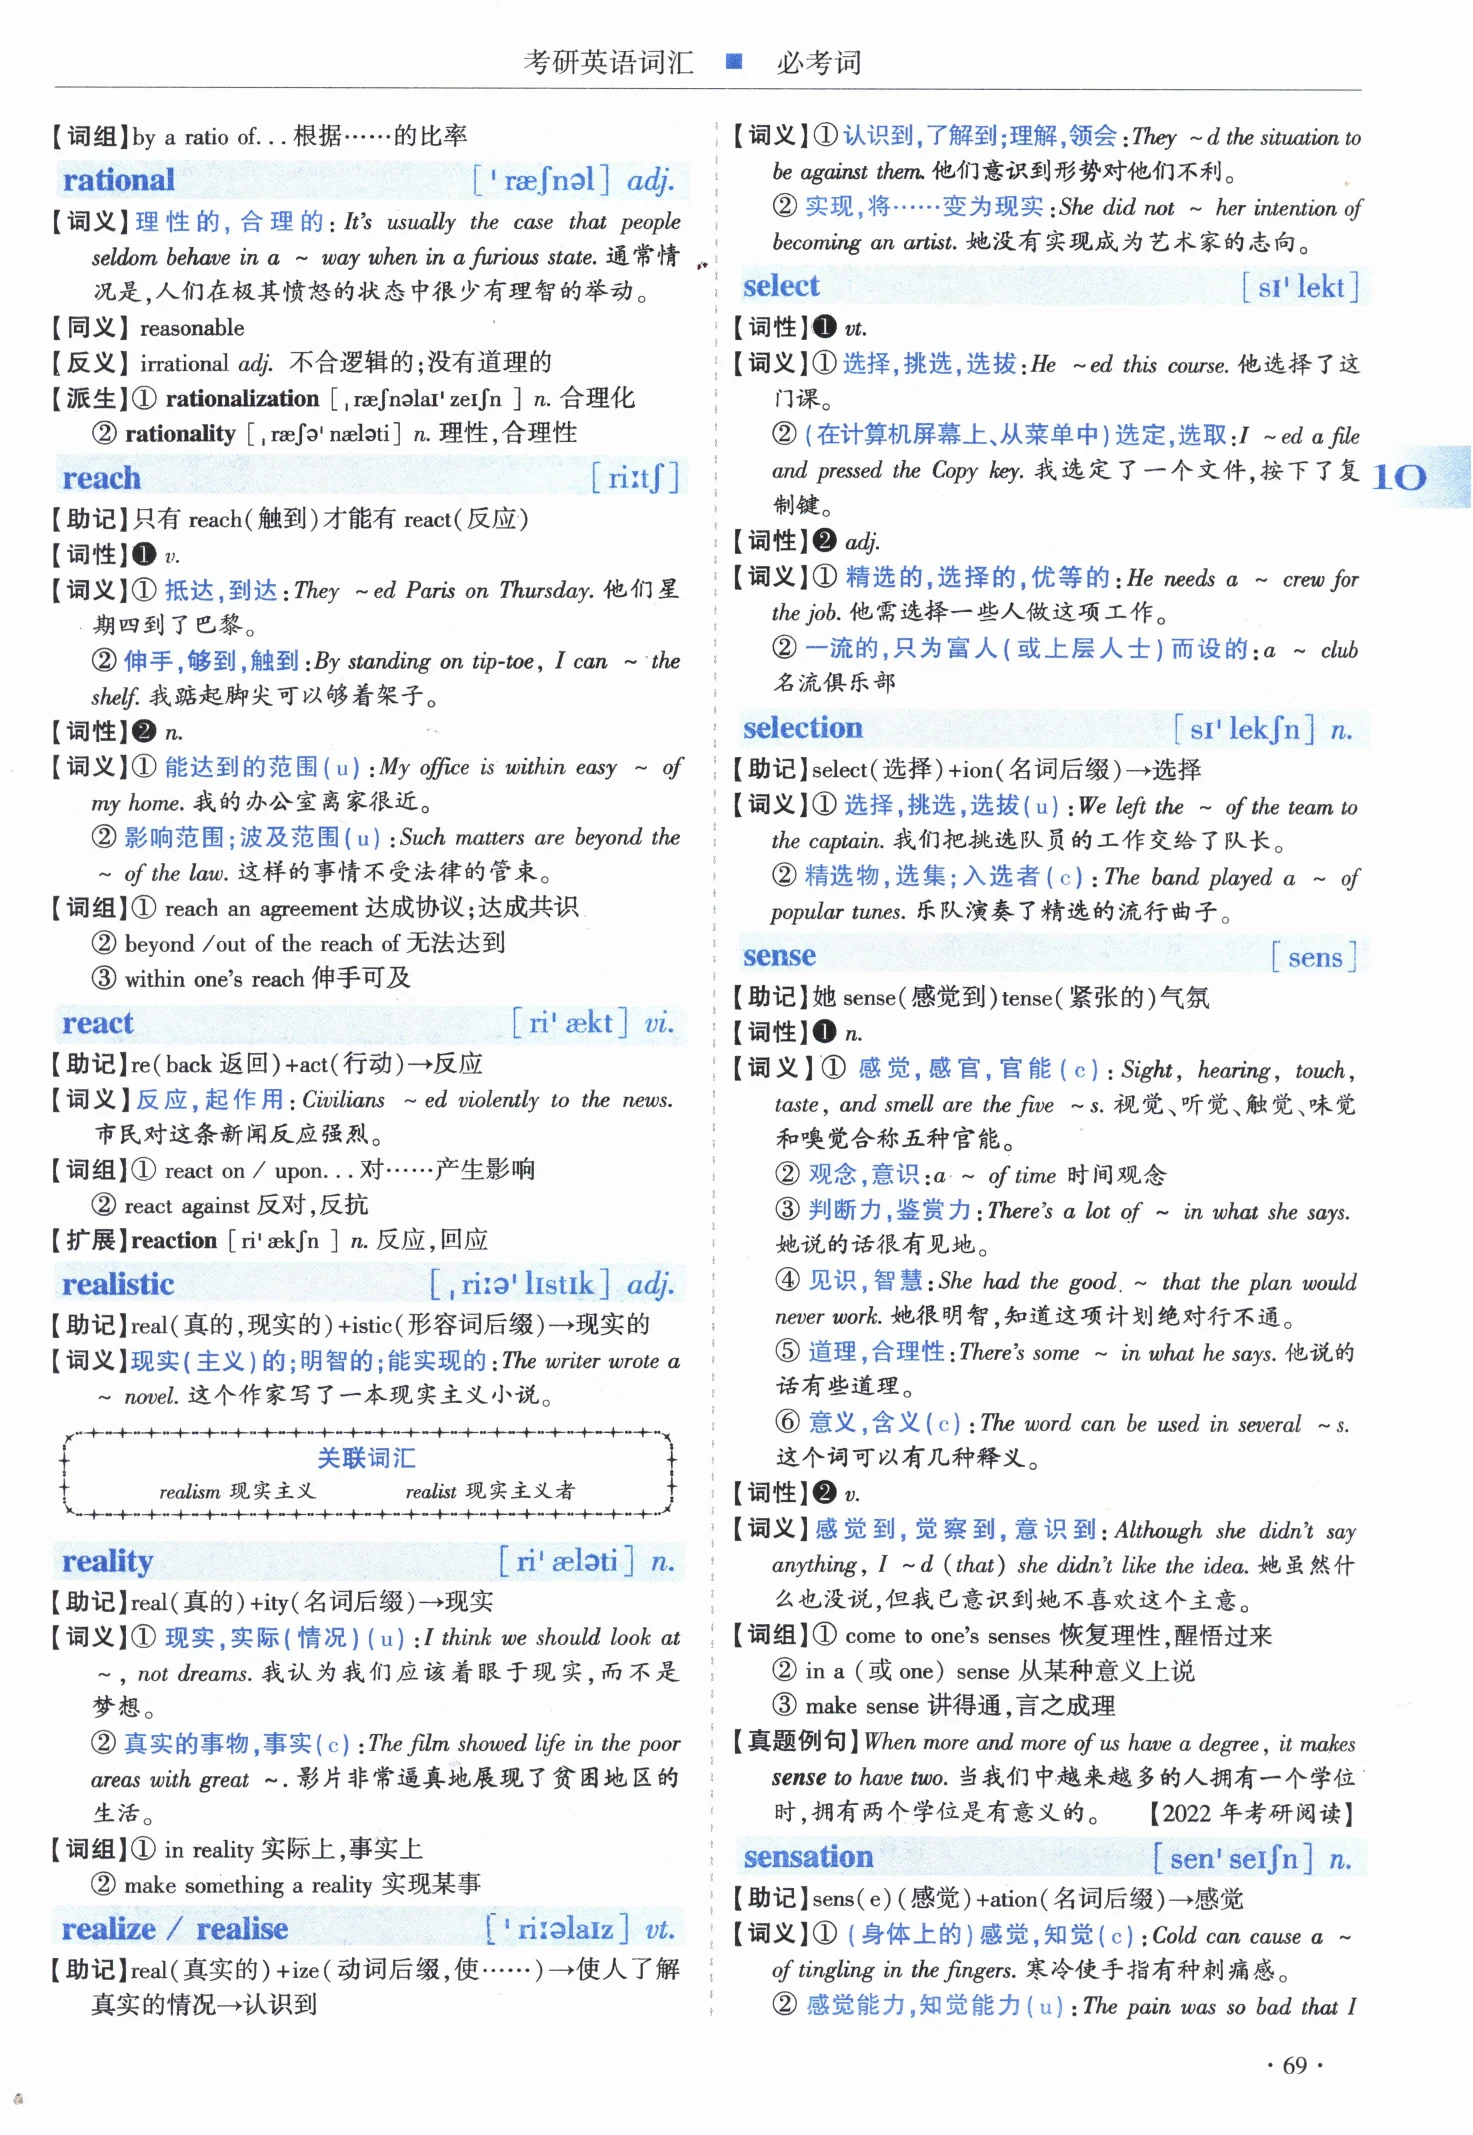 考研英语词汇 ■ 必考词
【词组】by a ratio of... 根据……的比率
rational [ˈræʃnəl] adj.
【词义】理性的,合理的:It's usually the case that people
seldom behave in a ~ way when in a furious state. 通常情
况是,人们在极其愤怒的状态中很少有理智的举动。
【同义】reasonable
【反义】irrational adj. 不合逻辑的;没有道理的
【派生】① rationalization [ˌræʃnəlaɪˈzeɪʃn] n. 合理化
② rationality [ˌræʃəˈnæləti] n. 理性,合理性
reach [riːtʃ]
【助记】只有 reach(触到)才能有 react(反应)
【词性】❶ v.
【词义】① 抵达,到达:They ~ed Paris on Thursday. 他们星
期四到了巴黎。
② 伸手,够到,触到:By standing on tip-toe, I can ~ the
shelf. 我踮起脚尖可以够着架子。
【词性】❷ n.
【词义】① 能达到的范围(u):My office is within easy ~ of
my home. 我的办公室离家很近。
② 影响范围;波及范围(u):Such matters are beyond the
~ of the law. 这样的事情不受法律的管束。
【词组】① reach an agreement 达成协议;达成共识
② beyond /out of the reach of 无法达到
③ within one's reach 伸手可及
react [riˈækt] vi.
【助记】re(back 返回)+act(行动)→反应
【词义】反应,起作用:Civilians ~ed violently to the news.
市民对这条新闻反应强烈。
【词组】① react on / upon... 对……产生影响
② react against 反对,反抗
【扩展】reaction [riˈækʃn] n. 反应,回应
realistic [ˌriːəˈlɪstɪk] adj.
【助记】real(真的,现实的)+istic(形容词后缀)→现实的
【词义】现实(主义)的;明智的;能实现的:The writer wrote a
~ novel. 这个作家写了一本现实主义小说。
关联词汇
realism 现实主义 realist 现实主义者
reality [riˈæləti] n.
【助记】real(真的)+ity(名词后缀)→现实
【词义】① 现实,实际(情况)(u):I think we should look at
~, not dreams. 我认为我们应该着眼于现实,而不是
梦想。
② 真实的事物,事实(c):The film showed life in the poor
areas with great ~. 影片非常逼真地展现了贫困地区的
生活。
【词组】① in reality 实际上,事实上
② make something a reality 实现某事
realize / realise [ˈriːəlaɪz] vt.
【助记】real(真实的)+ize(动词后缀,使……)→使人了解
真实的情况→认识到
【词义】①认识到,了解到;理解,领会:They ~d the situation to
be against them. 他们意识到形势对他们不利。
② 实现,将……变为现实:She did not ~ her intention of
becoming an artist. 她没有实现成为艺术家的志向。
select [sɪˈlekt]
【词性】❶ vt.
【词义】① 选择,挑选,选拔:He ~ed this course. 他选择了这
门课。
② (在计算机屏幕上、从菜单中)选定,选取:I ~ed a file
and pressed the Copy key. 我选定了一个文件,按下了复
制键。
【词性】❷ adj.
【词义】① 精选的,选择的,优等的:He needs a ~ crew for
the job. 他需选择一些人做这项工作。
② 一流的,只为富人(或上层人士)而设的:a ~ club
名流俱乐部
selection [sɪˈlekʃn] n.
【助记】select(选择)+ion(名词后缀)→选择
【词义】① 选择,挑选,选拔(u):We left the ~ of the team to
the captain. 我们把挑选队员的工作交给了队长。
② 精选物,选集;入选者(c):The band played a ~ of
popular tunes. 乐队演奏了精选的流行曲子。
sense [sens]
【助记】她 sense(感觉到)tense(紧张的)气氛
【词性】❶ n.
【词义】① 感觉,感官,官能(c):Sight, hearing, touch,
taste, and smell are the five ~s. 视觉、听觉、触觉、味觉
和嗅觉合称五种官能。
② 观念,意识:a ~ of time 时间观念
③ 判断力,鉴赏力:There's a lot of ~ in what she says.
她说的话很有见地。
④ 见识,智慧:She had the good ~ that the plan would
never work. 她很明智,知道这项计划绝对行不通。
⑤ 道理,合理性:There's some ~ in what he says. 他说的
话有些道理。
⑥ 意义,含义(c):The word can be used in several ~s.
这个词可以有几种释义。
【词性】❷ v.
【词义】感觉到,觉察到,意识到:Although she didn't say
anything, I ~d (that) she didn't like the idea. 她虽然什
么也没说,但我已意识到她不喜欢这个主意。
【词组】① come to one's senses 恢复理性,醒悟过来
② in a (或 one) sense 从某种意义上说
③ make sense 讲得通,言之成理
【真题例句】When more and more of us have a degree, it makes
sense to have two. 当我们中越来越多的人拥有一个学位
时,拥有两个学位是有意义的。 【2022 年考研阅读】
sensation [senˈseɪʃn] n.
【助记】sens(e)(感觉)+ation(名词后缀)→感觉
【词义】① (身体上的)感觉,知觉(c):Cold can cause a ~
of tingling in the fingers. 寒冷使手指有种刺痛感。
② 感觉能力,知觉能力(u):The pain was so bad that I
10
· 69 ·